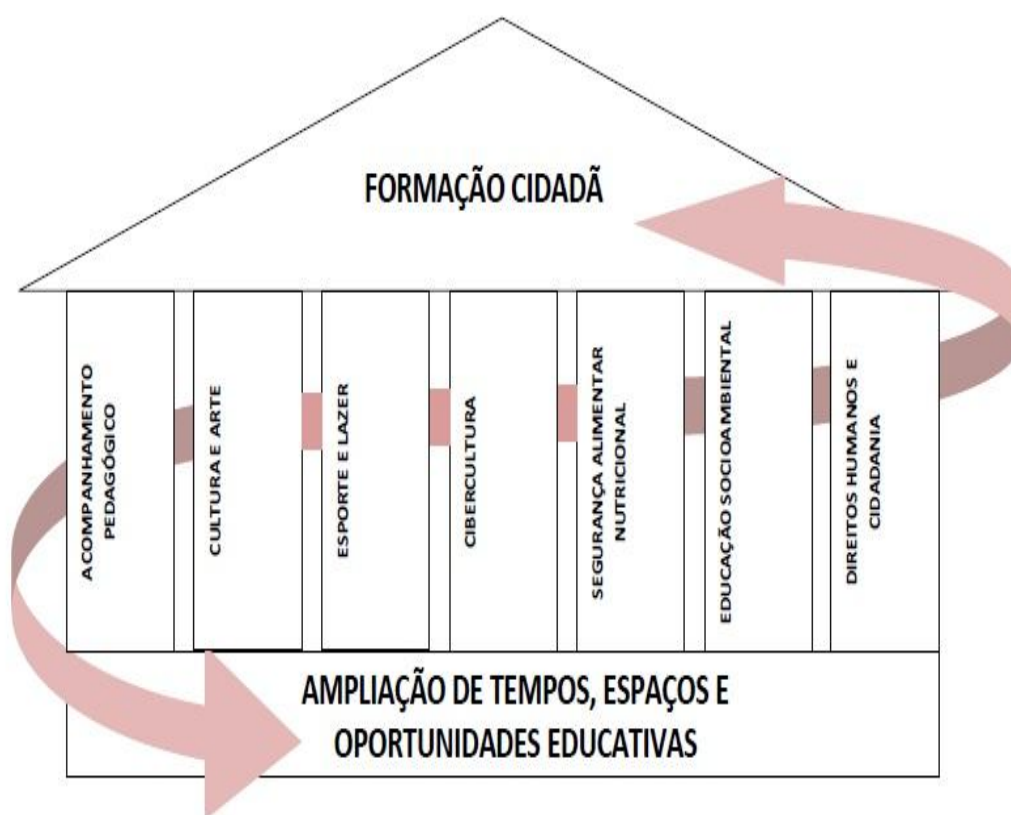 FORMAÇÃO CIDADÃ
ACOMPANHAMENTO
PEDAGÓGICO
CULTURA E ARTE
ESPORTE E LAZER
CIBERCULTURA
SEGURANÇA ALIMENTAR
NUTRICIONAL
EDUCAÇÃO SOCIOAMBIENTAL
DIREITOS HUMANOS E
CIDADANIA
AMPLIAÇÃO DE TEMPOS, ESPAÇOS E
OPORTUNIDADES EDUCATIVAS